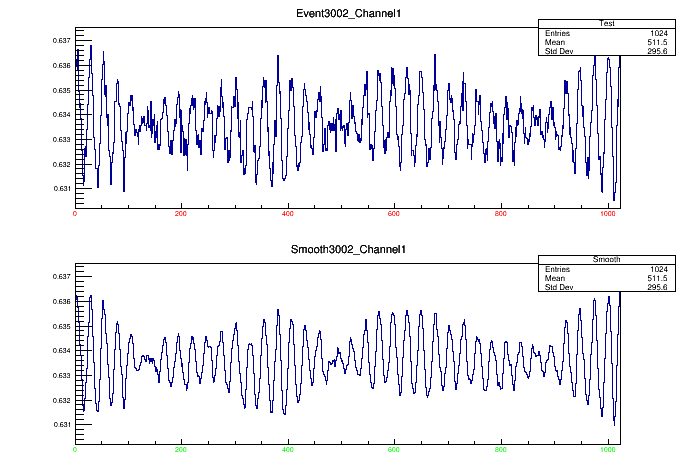 Event3002_Channel1
Test
Entries 1024
Mean 511.5
Std Dev 295.6
0.637
0.636
0.635
0.634
0.633
0.632
0.631
0 200 400 600 800 1000
Smooth3002_Channel1
Smooth
Entries 1024
Mean 511.5
Std Dev 295.6
0.637
0.636
0.635
0.634
0.633
0.632
0.631
0 200 400 600 800 1000